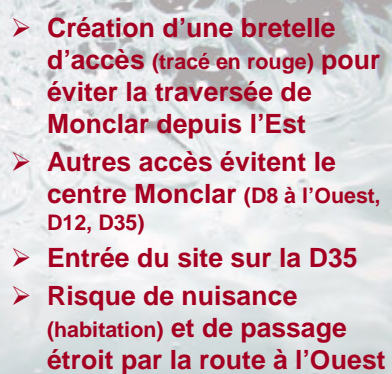 ➢ Création d’une bretelle
d’accès (tracé en rouge) pour
éviter la traversée de
Monclar depuis l’Est
➢ Autres accès évitent le
centre Monclar (D8 à l’Ouest,
D12, D35)
➢ Entrée du site sur la D35
➢ Risque de nuisance
(habitation) et de passage
étroit par la route à l’Ouest